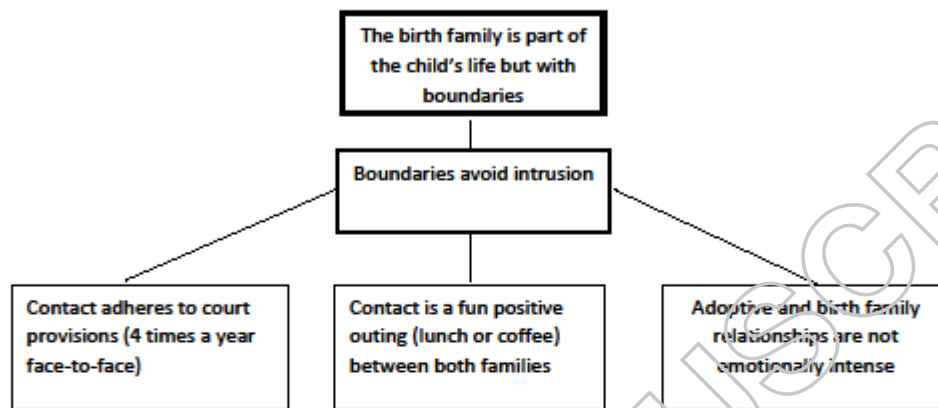 The birth family is part of
the child's life but with
boundaries
Boundaries avoid intrusion
Contact adheres to court
provisions (4 times a year
face-to-face)
Contact is a fun positive
outing (lunch or coffee)
between both families
Adoptive and birth family
relationships are not
emotionally intense